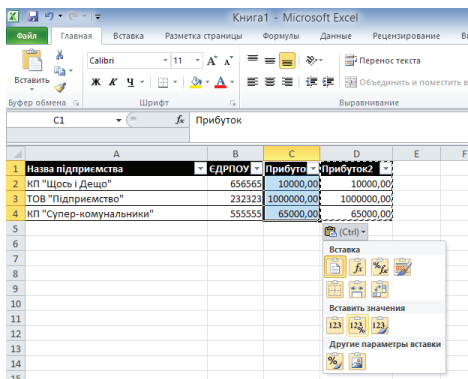 Книга1 - Microsoft Excel
Файл Главная Вставка Разметка страницы Формулы Данные Рецензирование
Вставить
Calibri 11
Ж К Ч
Перенос текста
Объединить и поместить в
Буфер обмена Шрифт Выравнивание
C1 fx Прибуток
A B C D E F
1 Назва підприємства ЄДРПОУ Прибуто Прибуток2
2 КП "Щось і Дещо" 656565 10000,00 10000,00
3 ТОВ "Підприємство" 232323 1000000,00 1000000,00
4 КП "Супер-комунальники" 555555 65000,00 65000,00
5
(Ctrl)
6
Вставка
7
fx %fx
8
9
10
Вставить значения
11
123 123 123
12
13
Другие параметры вставки
14
%
15